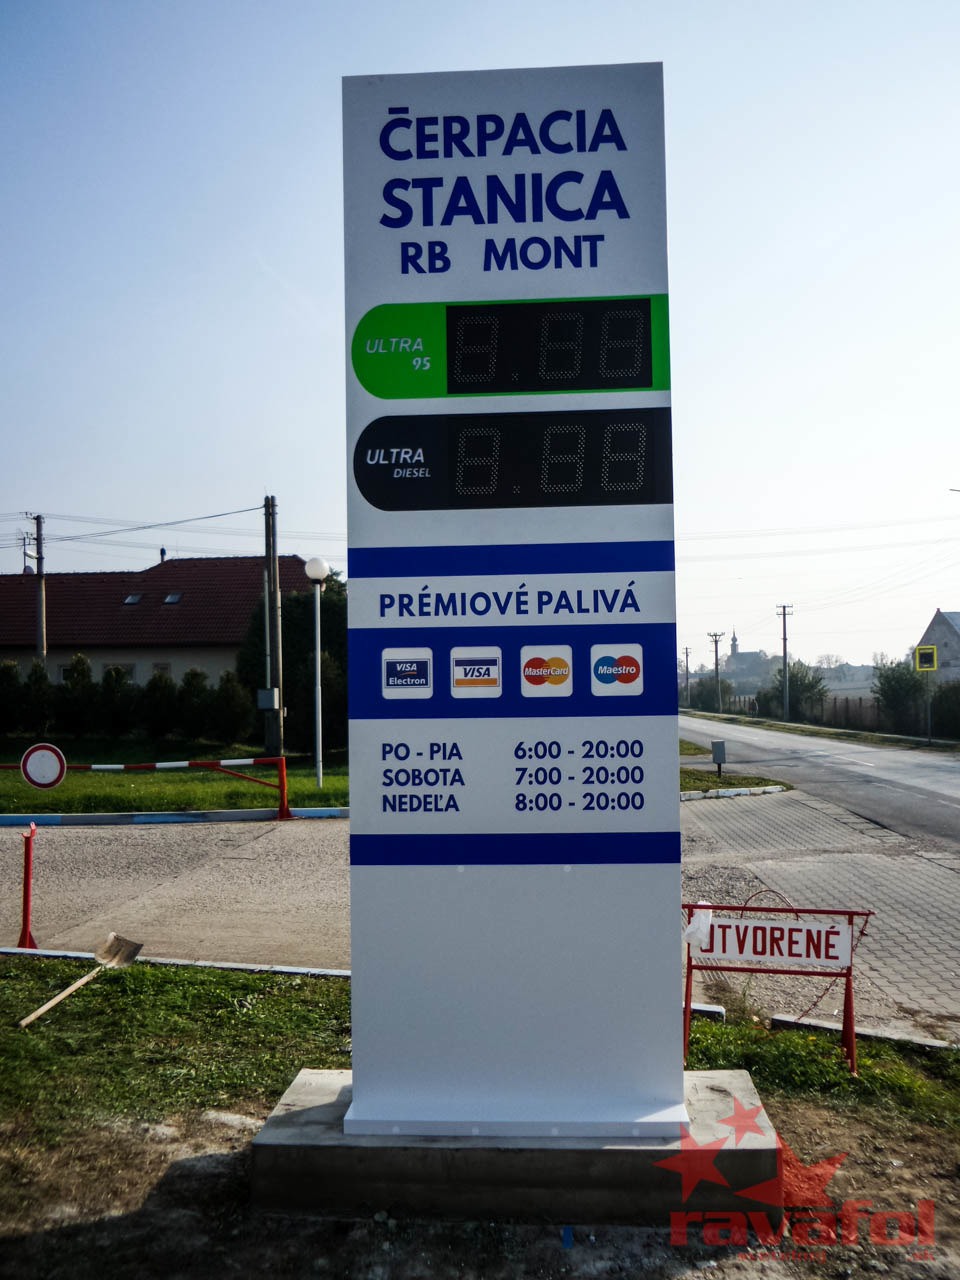 ČERPACIA
STANICA
RB MONT
ULTRA
95
ULTRA
DIESEL
PRÉMIOVÉ PALIVÁ
VISA
Electron
VISA
MasterCard
Maestro
PO - PIA 6:00 - 20:00
SOBOTA 7:00 - 20:00
NEDEĽA 8:00 - 20:00
OTVORENÉ
ravafol